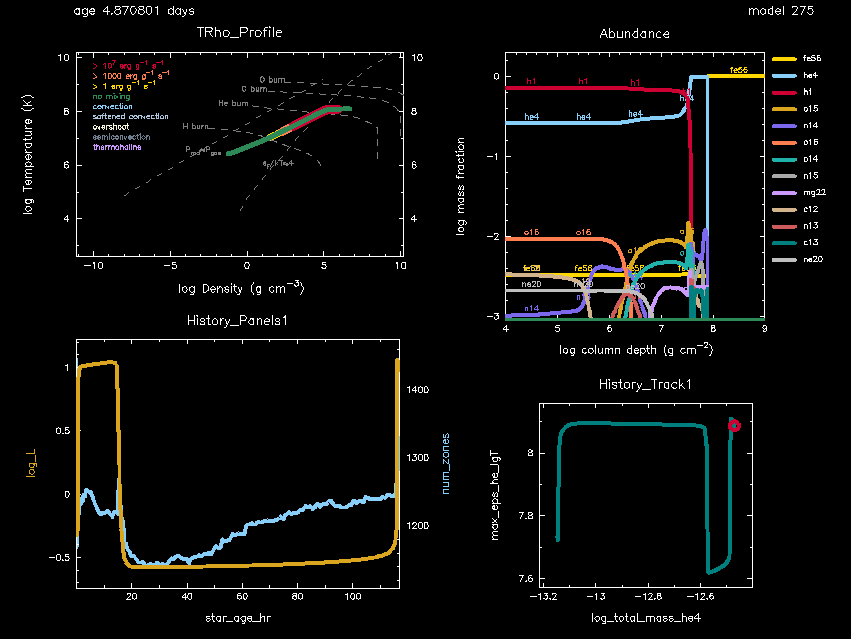 age 4.870801 days
model 275
TRho_Profile
log Temperature (K)
10
8
6
4
> 10⁷ erg g⁻¹ s⁻¹
> 1000 erg g⁻¹ s⁻¹
> 1 erg g⁻¹ s⁻¹
no mixing
convection
softened convection
overshoot
semiconvection
thermohaline
O burn
C burn
He burn
H burn
10
8
6
4
−10
−5
0
5
10
log Density (g cm⁻³)
Abundance
log mass fraction
0
−1
−2
−3
h1 h1 h1
he4 he4 he4
fe56
o16 o16
fe56 fe56
ne20
n14
4 5 6 7 8 9
log column depth (g cm⁻²)
fe56
he4
h1
o15
n14
o16
o14
n15
mg22
c12
n13
c13
ne20
History_Panels1
log_L
1
0.5
0
−0.5
1400
1300
1200
num_zones
20 40 60 80 100
star_age_hr
History_Track1
max_eps_he_lgT
8
7.8
7.6
−13.2 −13 −12.8 −12.6
log_total_mass_he4